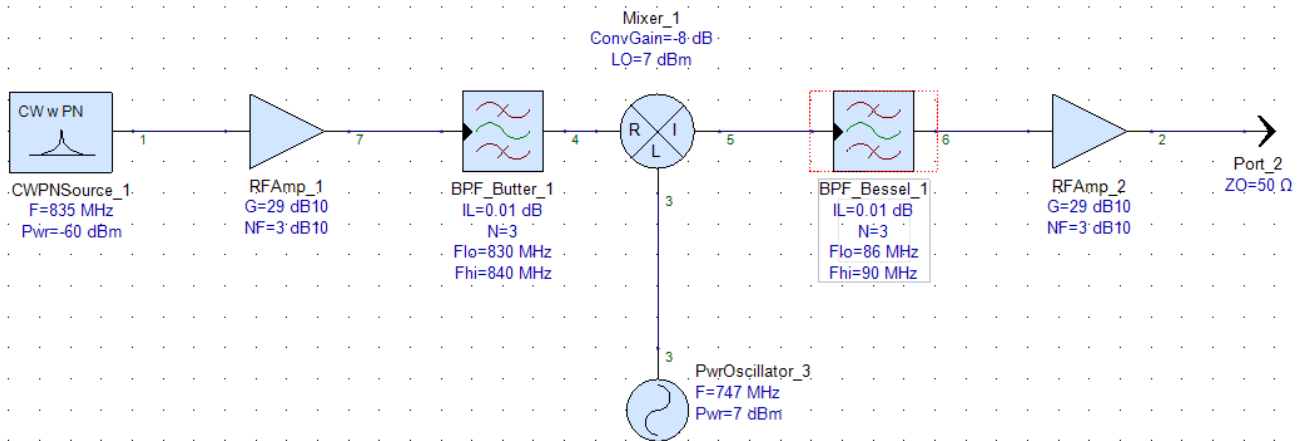 Mixer_1
ConvGain=-8 dB
LO=7 dBm
CW w PN
1
7
4
R
I
L
5
6
2
CWPNSource_1
F=835 MHz
Pwr=-60 dBm
RFAmp_1
G=29 dB10
NF=3 dB10
BPF_Butter_1
IL=0.01 dB
N=3
Flo=830 MHz
Fhi=840 MHz
3
BPF_Bessel_1
IL=0.01 dB
N=3
Flo=86 MHz
Fhi=90 MHz
RFAmp_2
G=29 dB10
NF=3 dB10
Port_2
ZO=50 Ω
3
PwrOscillator_3
F=747 MHz
Pwr=7 dBm